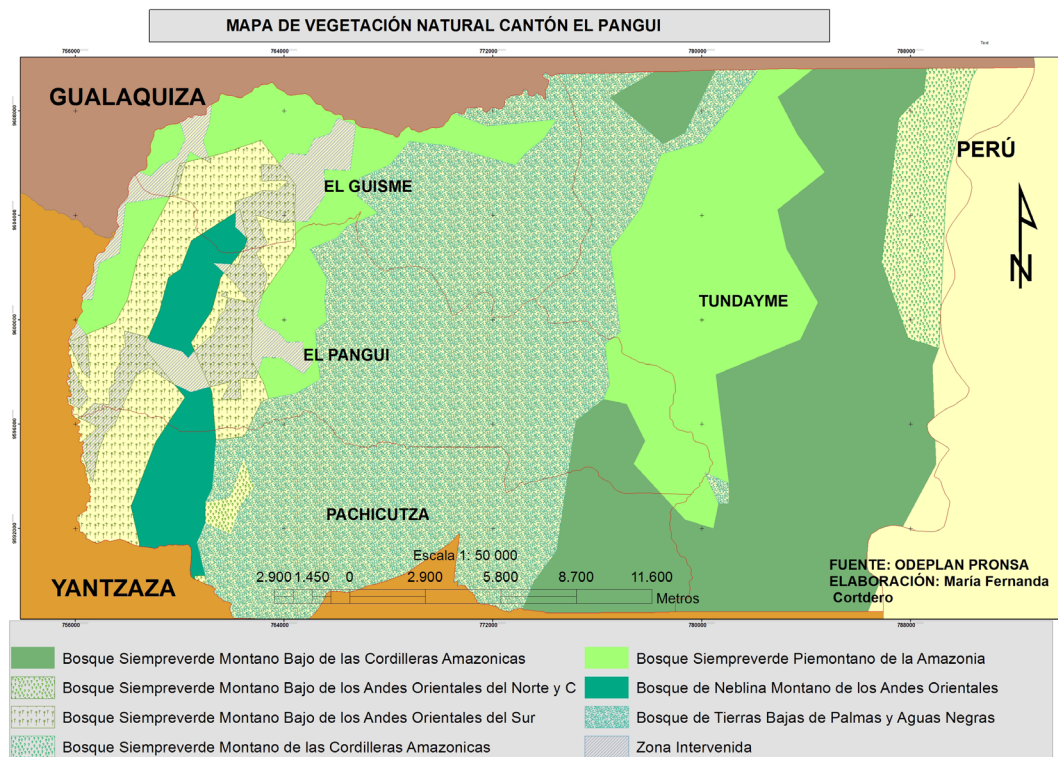 MAPA DE VEGETACIÓN NATURAL CANTÓN EL PANGUI
756000 764000 772000 780000 788000
GUALAQUIZA
PERÚ
EL GUISME
N
TUNDAYME
EL PANGUI
PACHICUTZA
YANTZAZA
Escala 1: 50 000
2.900 1.450 0 2.900 5.800 8.700 11.600
Metros
FUENTE: ODEPLAN PRONSA
ELABORACIÓN: María Fernanda
Cortdero
756000 764000 772000 780000 788000
Bosque Siempreverde Montano Bajo de las Cordilleras Amazonicas
Bosque Siempreverde Montano Bajo de los Andes Orientales del Norte y C
Bosque Siempreverde Montano Bajo de los Andes Orientales del Sur
Bosque Siempreverde Montano de las Cordilleras Amazonicas
Bosque Siempreverde Piemontano de la Amazonia
Bosque de Neblina Montano de los Andes Orientales
Bosque de Tierras Bajas de Palmas y Aguas Negras
Zona Intervenida